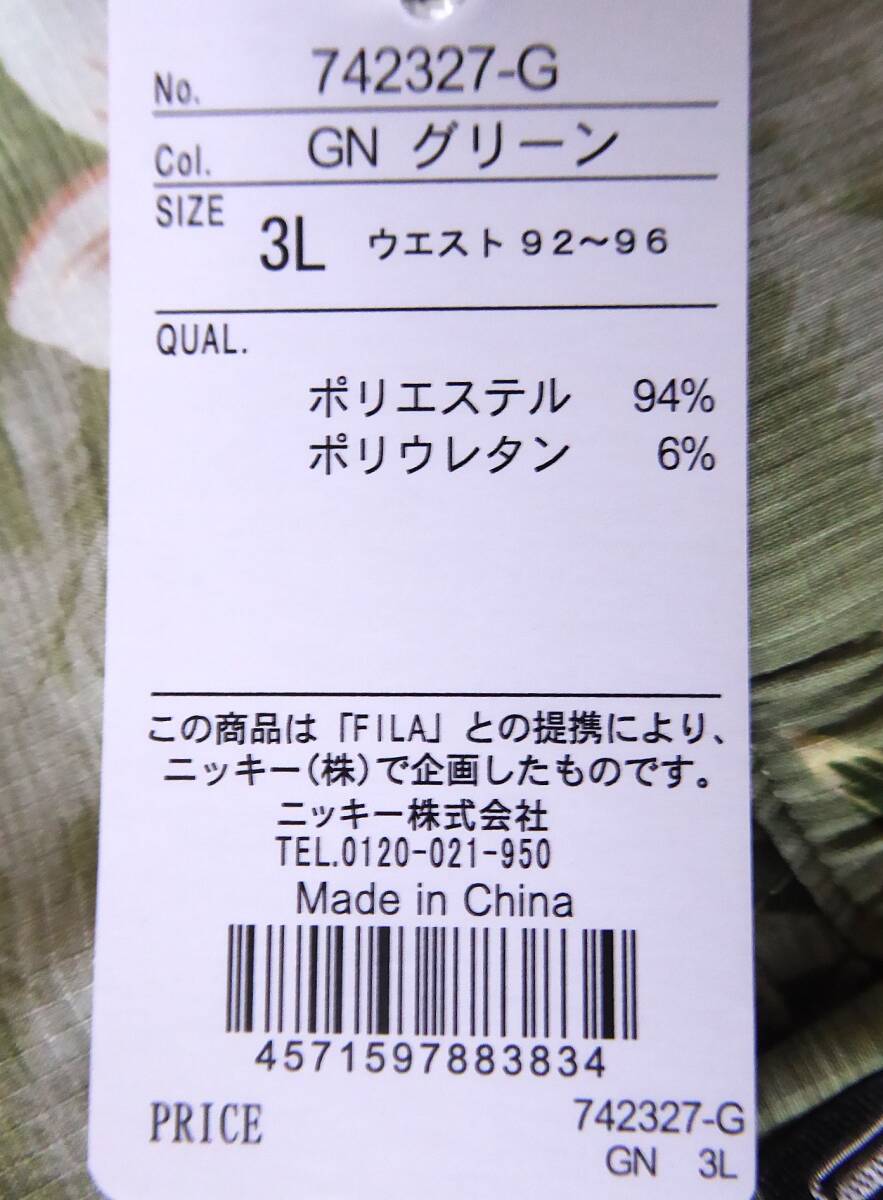 No. 742327-G
Col. GN グリーン
SIZE 3L ウエスト 92～96
QUAL.
ポリエステル 94%
ポリウレタン 6%
この商品は「FILA」との提携により、
ニッキー(株)で企画したものです。
ニッキー株式会社
TEL.0120-021-950
Made in China
4571597883834
PRICE 742327-G
GN 3L